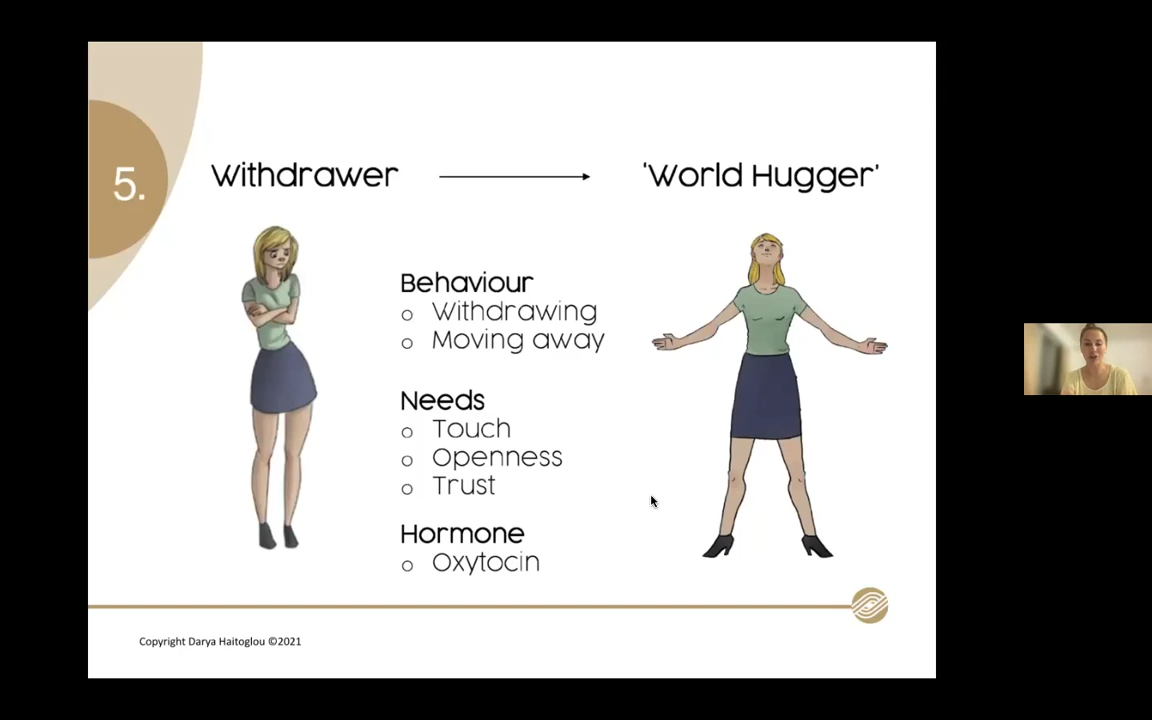 5.
Withdrawer
'World Hugger'
Behaviour
Withdrawing
Moving away
Needs
Touch
Openness
Trust
Hormone
Oxytocin
Copyright Darya Haitoglou ©2021